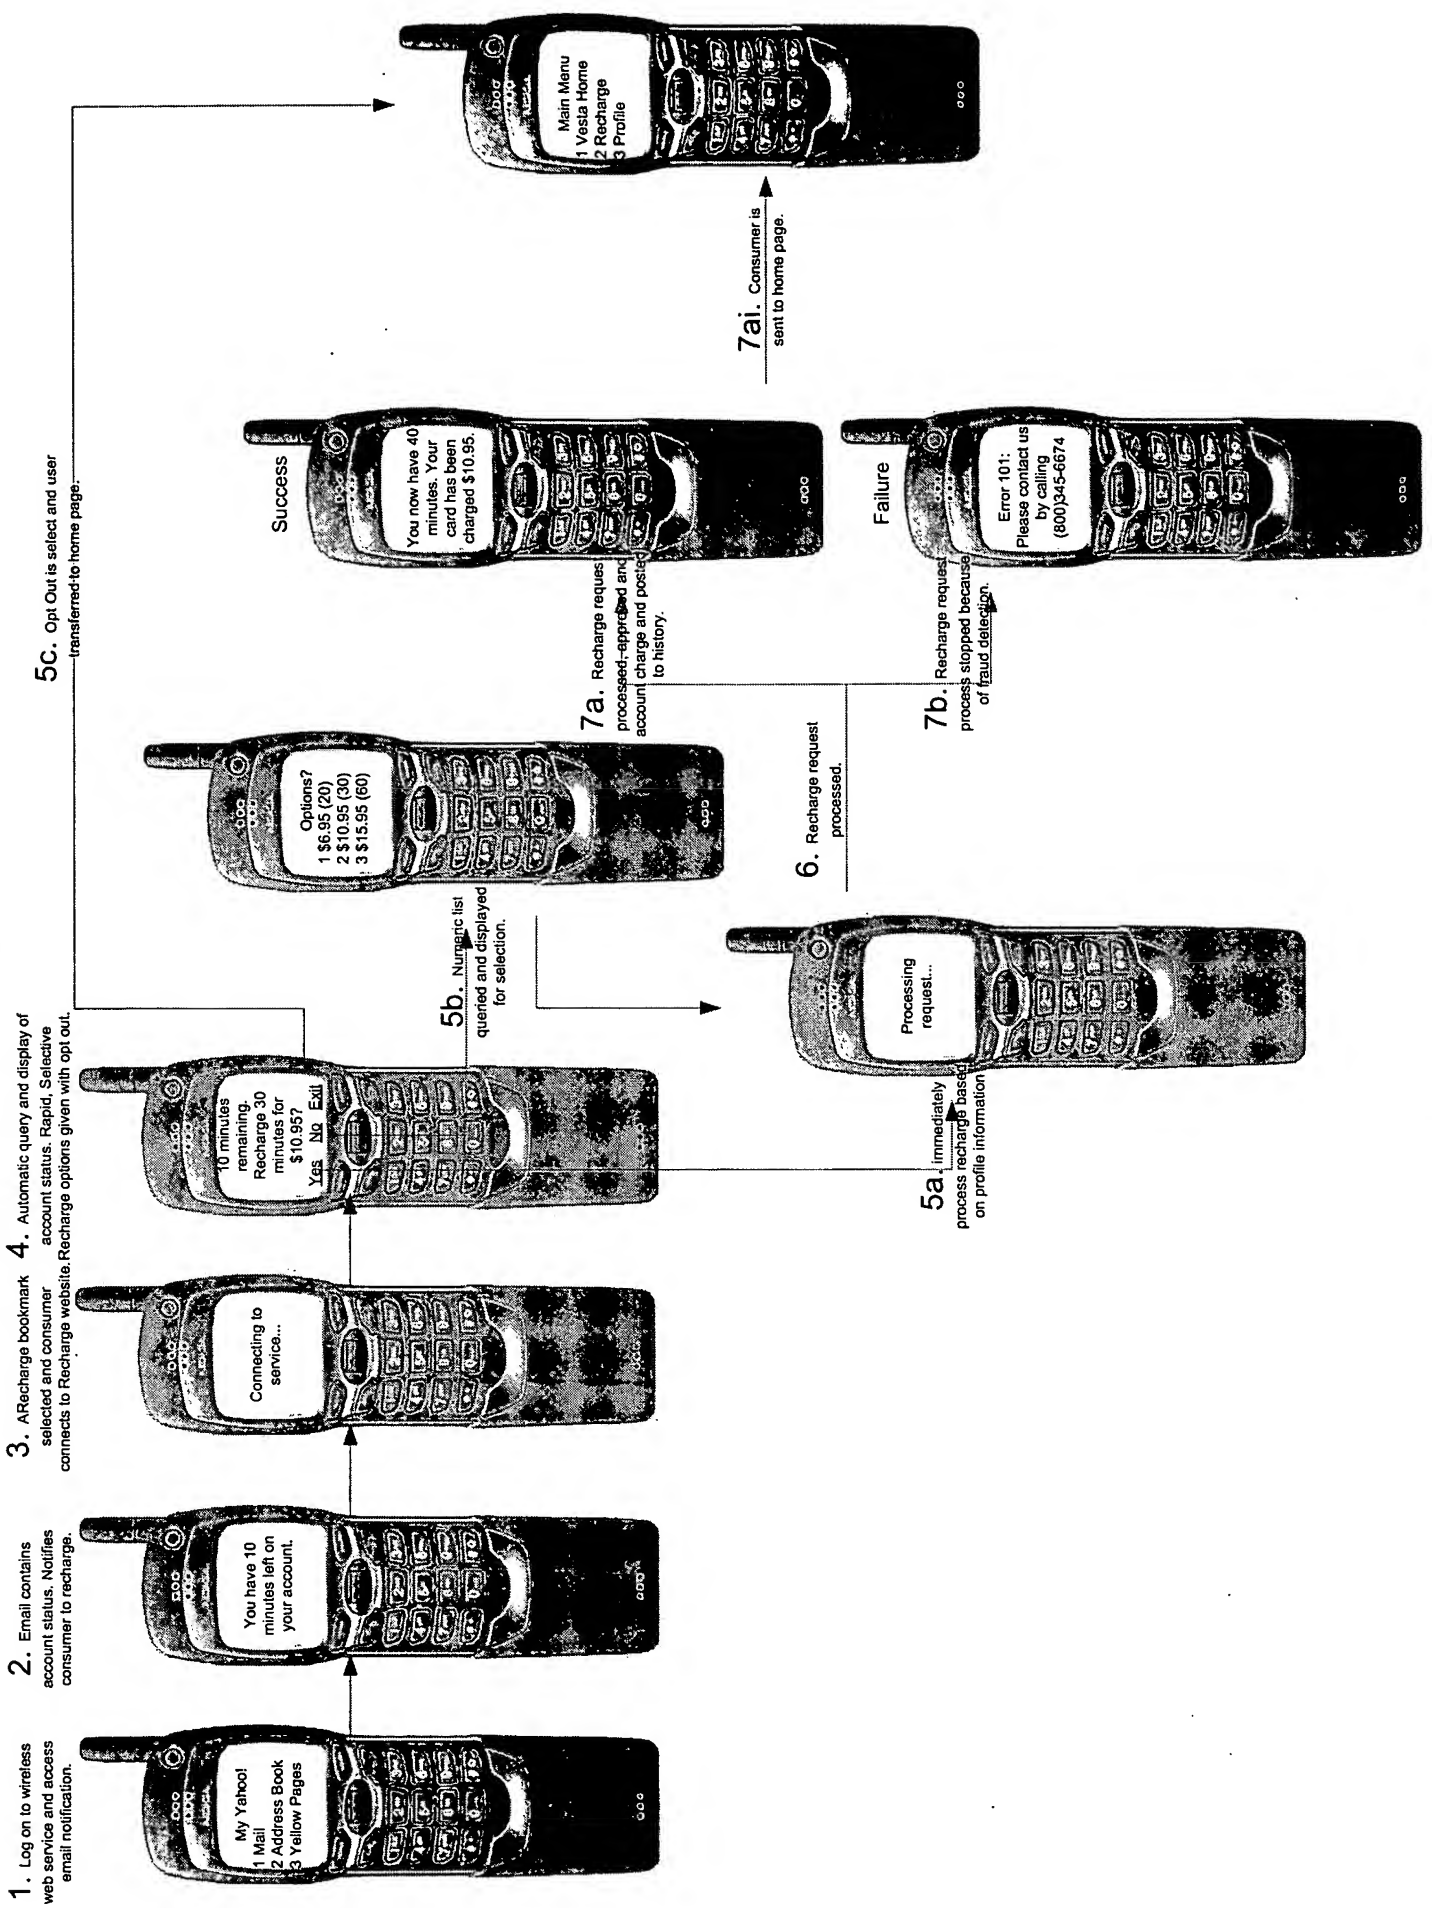 1. Log on to wireless
web service and access
email notification.
My Yahoo!
1 Mail
2 Address Book
3 Yellow Pages
2. Email contains
account status. Notifies
consumer to recharge.
You have 10
minutes left on
your account.
3. ARecharge bookmark
selected and consumer
connects to Recharge website.
Connecting to
service...
4. Automatic query and display of
account status. Rapid, Selective
Recharge options given with opt out.
10 minutes
remaining.
Recharge 30
minutes for
$10.95?
Yes No Exit
5a. immediately
process recharge based
on profile information
Processing
request...
5b. Numeric list
queried and displayed
for selection.
Options?
1 $6.95 (20)
2 $10.95 (30)
3 $15.95 (60)
5c. Opt Out is select and user
transferred to home page.
6. Recharge request
processed.
7a. Recharge request
processed, approved and
account charge and posted
to history.
Success
You now have 40
minutes. Your
card has been
charged $10.95.
7b. Recharge request
process stopped because
of fraud detection.
Failure
Error 101:
Please contact us
by calling
(800)345-6674
7ai. Consumer is
sent to home page.
Main Menu
1 Vesta Home
2 Recharge
3 Profile